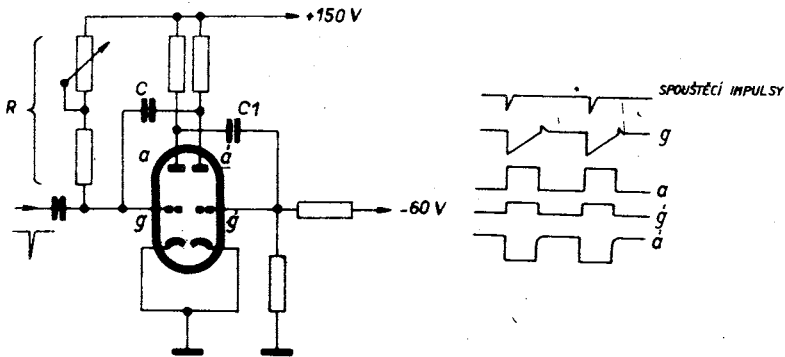 +150 V
R
C
C1
a
á
g
ǵ
-60 V
SPOUŠTĚCÍ IMPULSY
g
a
ǵ
á